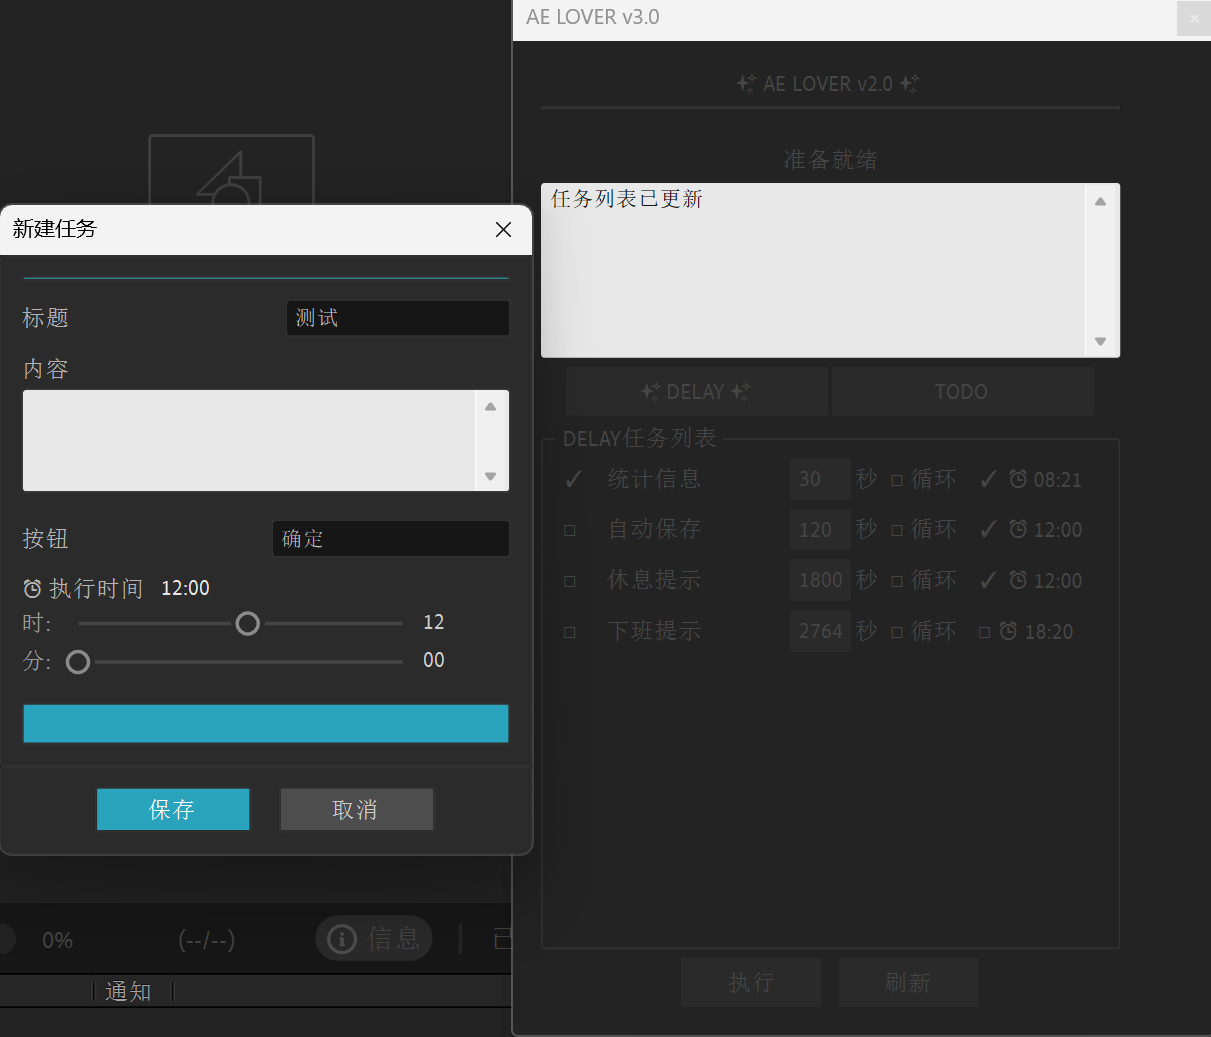 AE LOVER v3.0
AE LOVER v2.0
准备就绪
任务列表已更新
DELAY
TODO
DELAY任务列表
✓ 统计信息 30 秒 循环 ✓ 08:21
自动保存 120 秒 循环 ✓ 12:00
休息提示 1800 秒 循环 ✓ 12:00
下班提示 2764 秒 循环 18:20
执行
刷新
新建任务
标题 测试
内容
按钮 确定
执行时间 12:00
时: 12
分: 00
保存
取消
0% (--/--) 信息
通知